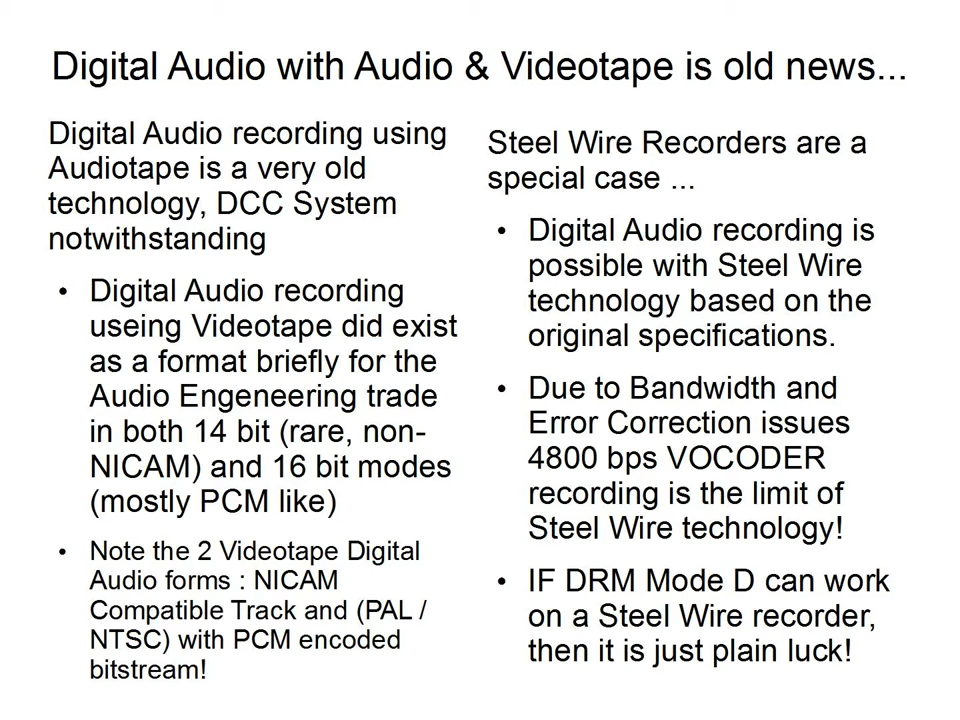 Digital Audio with Audio & Videotape is old news...
Digital Audio recording using
Audiotape is a very old
technology, DCC System
notwithstanding
• Digital Audio recording
useing Videotape did exist
as a format briefly for the
Audio Engeneering trade
in both 14 bit (rare, non-
NICAM) and 16 bit modes
(mostly PCM like)
• Note the 2 Videotape Digital
Audio forms : NICAM
Compatible Track and (PAL /
NTSC) with PCM encoded
bitstream!
Steel Wire Recorders are a
special case ...
• Digital Audio recording is
possible with Steel Wire
technology based on the
original specifications.
• Due to Bandwidth and
Error Correction issues
4800 bps VOCODER
recording is the limit of
Steel Wire technology!
• IF DRM Mode D can work
on a Steel Wire recorder,
then it is just plain luck!